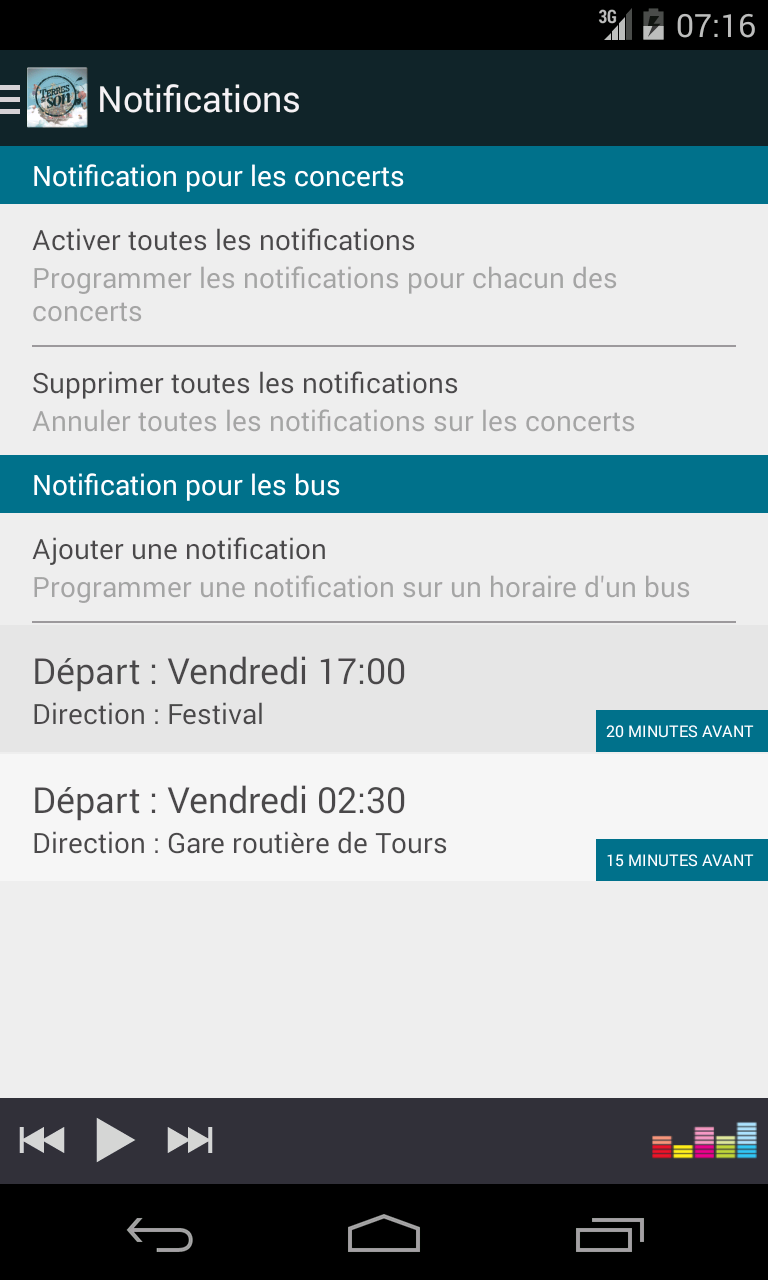 3G 07:16
TERRES
SON
Notifications
Notification pour les concerts
Activer toutes les notifications
Programmer les notifications pour chacun des
concerts
Supprimer toutes les notifications
Annuler toutes les notifications sur les concerts
Notification pour les bus
Ajouter une notification
Programmer une notification sur un horaire d'un bus
Départ : Vendredi 17:00
Direction : Festival
20 MINUTES AVANT
Départ : Vendredi 02:30
Direction : Gare routière de Tours
15 MINUTES AVANT